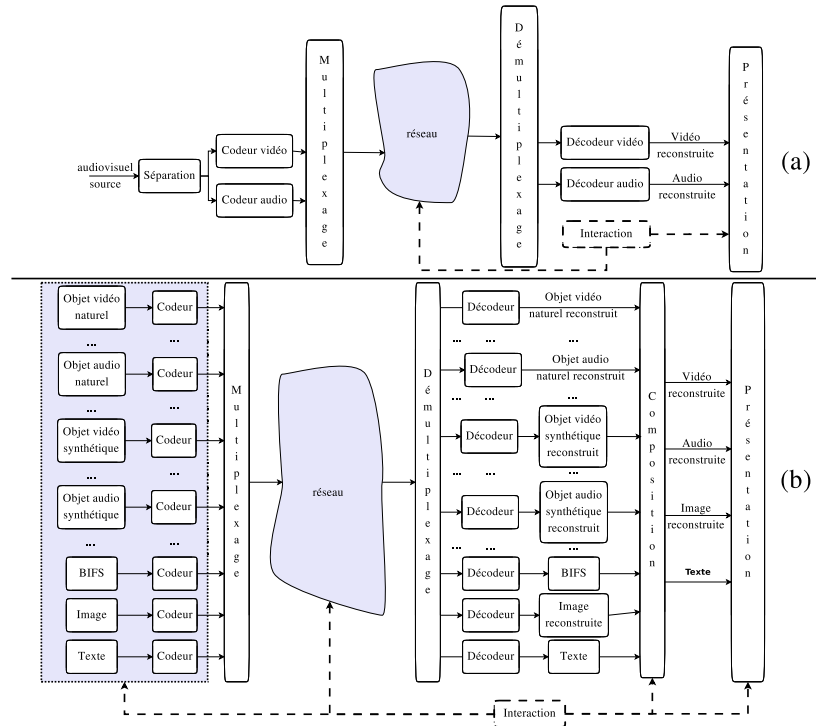 audiovisuel
source
Séparation
Codeur vidéo
Codeur audio
Multiplexage
réseau
Démultiplexage
Décodeur vidéo
Décodeur audio
Vidéo
reconstruite
Audio
reconstruite
Interaction
Présentation
(a)
Objet vidéo
naturel
Codeur
...
...
Objet audio
naturel
Codeur
...
...
Objet vidéo
synthétique
Codeur
...
...
Objet audio
synthétique
Codeur
...
...
BIFS
Codeur
Image
Codeur
Texte
Codeur
Multiplexage
réseau
Démultiplexage
Décodeur
Objet vidéo
naturel reconstruit
...
...
...
Décodeur
Objet audio
naturel reconstruit
...
...
...
Décodeur
Objet vidéo
synthétique
reconstruit
...
...
...
Décodeur
Objet audio
synthétique
reconstruit
...
...
...
Décodeur
BIFS
Décodeur
Image
reconstruite
Décodeur
Texte
Composition
Vidéo
reconstruite
Audio
reconstruite
Image
reconstruite
Texte
Présentation
(b)
Interaction